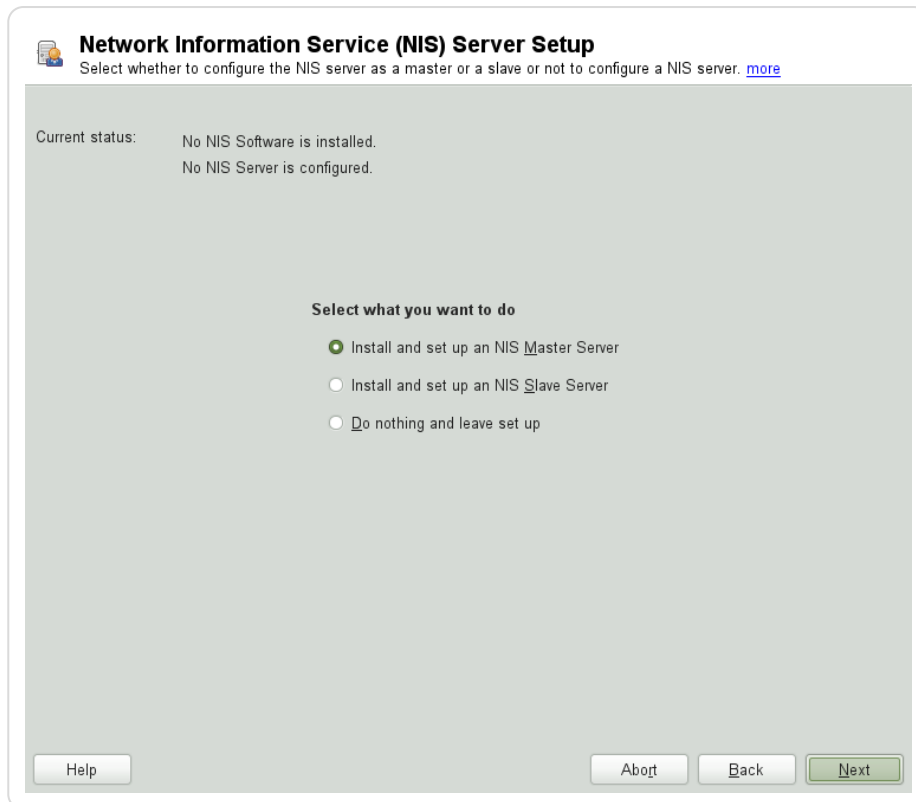 Network Information Service (NIS) Server Setup
Select whether to configure the NIS server as a master or a slave or not to configure a NIS server. more
Current status:
No NIS Software is installed.
No NIS Server is configured.
Select what you want to do
Install and set up an NIS Master Server
Install and set up an NIS Slave Server
Do nothing and leave set up
Help
Abort
Back
Next